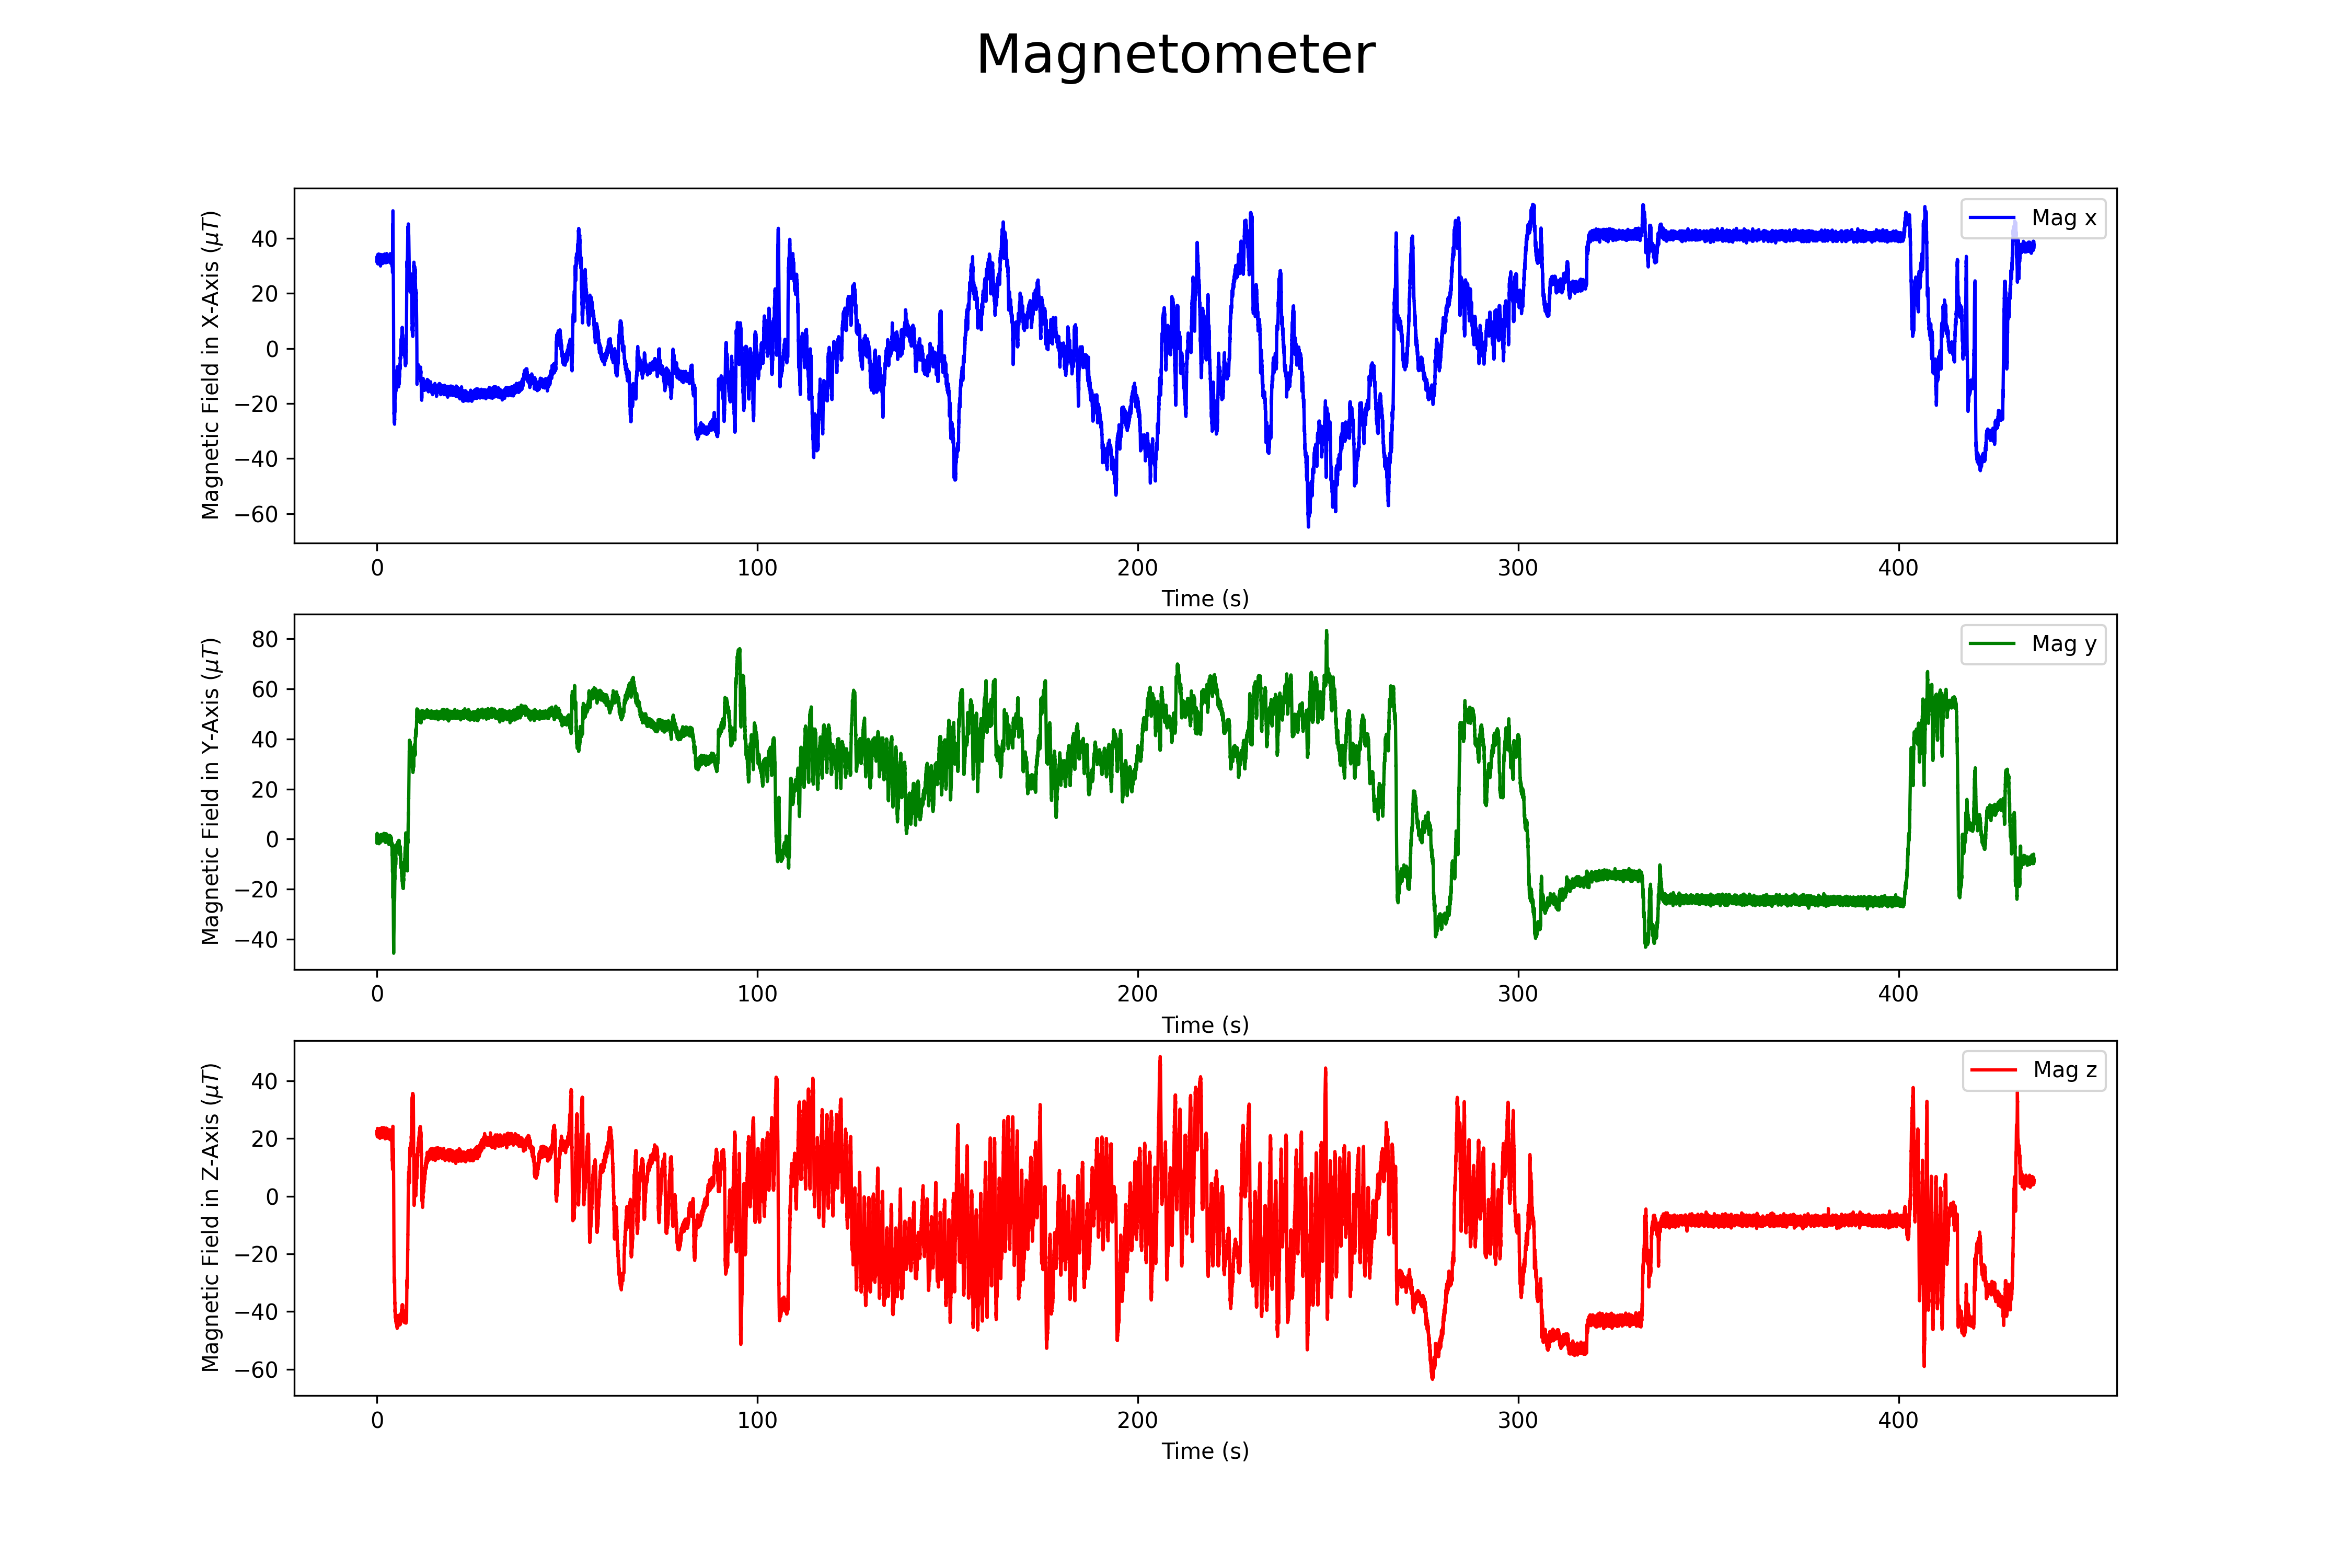 Magnetometer
Magnetic Field in X-Axis (μT)
40
20
0
−20
−40
−60
Mag x
0 100 200 300 400
Time (s)
Magnetic Field in Y-Axis (μT)
80
60
40
20
0
−20
−40
Mag y
0 100 200 300 400
Time (s)
Magnetic Field in Z-Axis (μT)
40
20
0
−20
−40
−60
Mag z
0 100 200 300 400
Time (s)